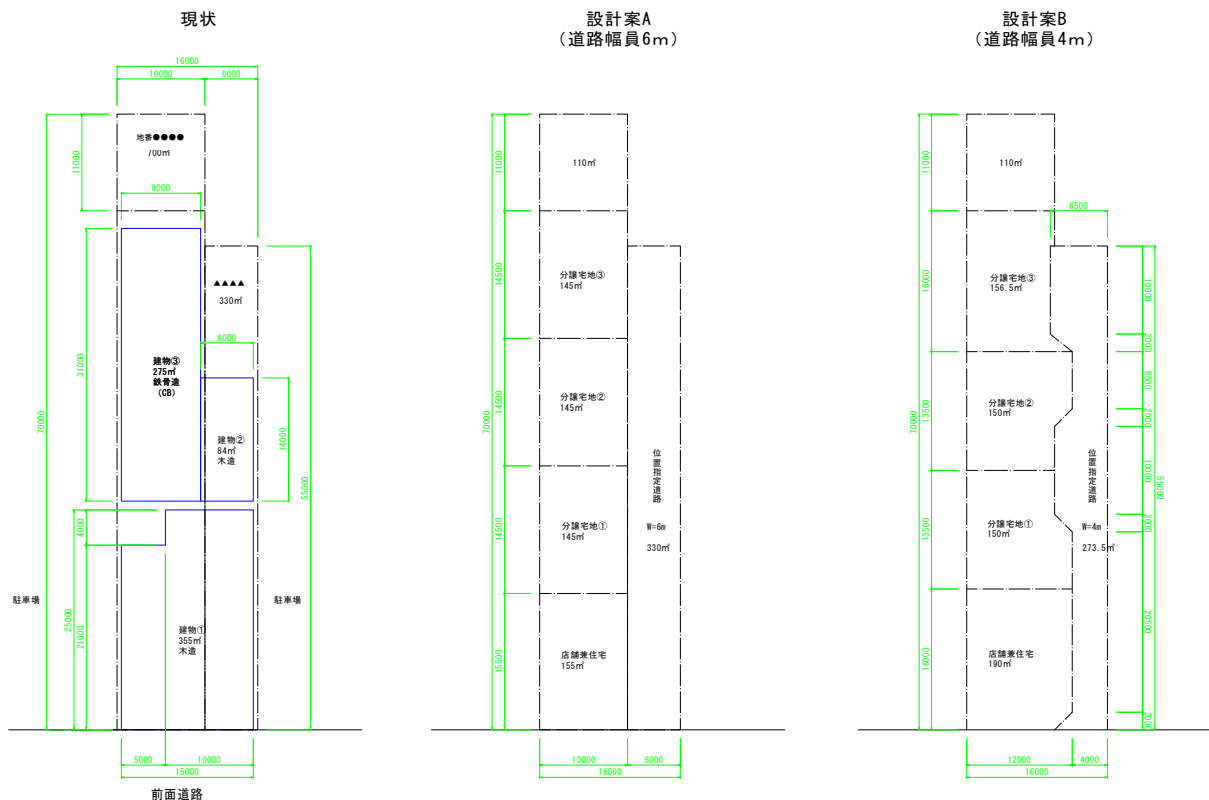 現状
16000
10000
6000
地番●●●●
700㎡
11000
9000
▲▲▲▲
330㎡
6000
建物③
275㎡
鉄骨造
(CB)
31000
70000
建物②
84㎡
木造
14000
55000
4000
駐車場
駐車場
25000
21000
建物①
355㎡
木造
5000
10000
15000
前面道路
設計案A
(道路幅員6m)
110㎡
11000
分譲宅地③
145㎡
14500
分譲宅地②
145㎡
14500
70000
位置指定道路
W=6m
330㎡
分譲宅地①
145㎡
14500
店舗兼住宅
155㎡
15500
10000
6000
16000
設計案B
(道路幅員4m)
110㎡
11000
6500
分譲宅地③
156.5㎡
16000
10000
2000
6500
分譲宅地②
150㎡
13500
70000
2000
10000
55000
位置指定道路
W=4m
273.5㎡
分譲宅地①
150㎡
13500
2000
20500
店舗兼住宅
190㎡
16000
2000
12000
4000
16000